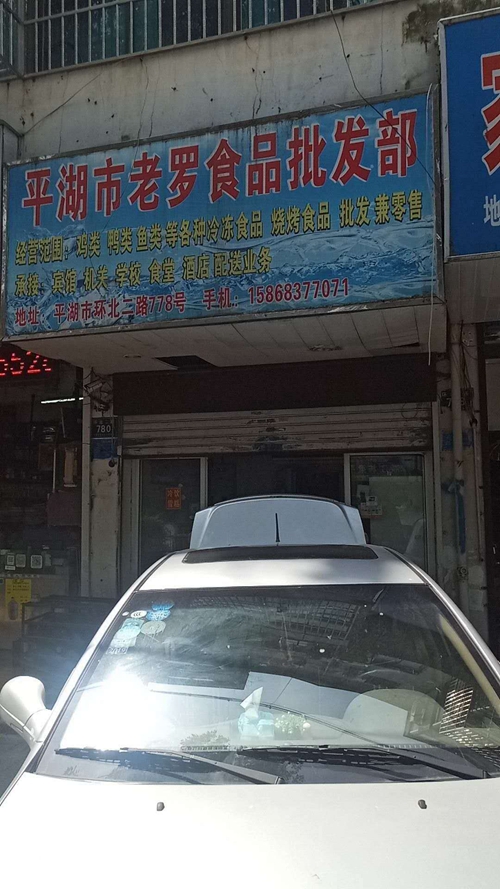 平湖市老罗食品批发部
经营范围：鸡类 鸭类 鱼类 等各种冷冻食品 烧烤食品 批发兼零售
承接：宾馆 机关 学校 食堂 酒店 配送业务
地址：平湖市环北二路778号 手机：15868377071
780
地